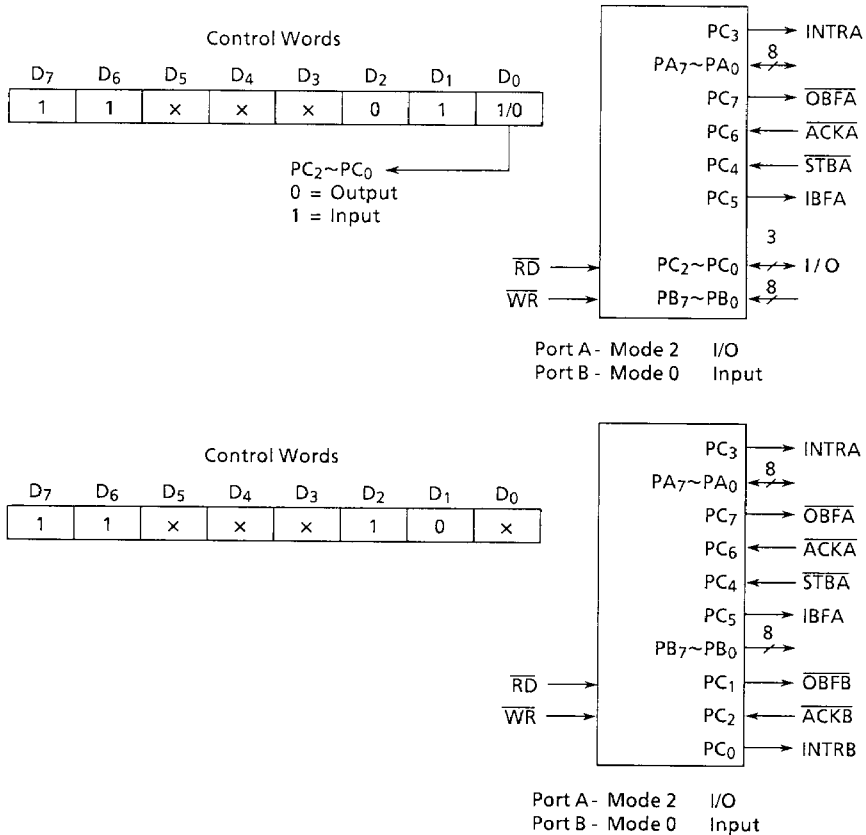 Control Words
D7 D6 D5 D4 D3 D2 D1 D0
1 1 × × × 0 1 1/0
PC2~PC0
0 = Output
1 = Input
RD
WR
PC3 INTRA
PA7~PA0 8
PC7 OBFA
PC6 ACKA
PC4 STBA
PC5 IBFA
3
PC2~PC0 I/O
PB7~PB0 8
Port A - Mode 2 I/O
Port B - Mode 0 Input
Control Words
D7 D6 D5 D4 D3 D2 D1 D0
1 1 × × × 1 0 ×
RD
WR
PC3 INTRA
PA7~PA0 8
PC7 OBFA
PC6 ACKA
PC4 STBA
PC5 IBFA
PB7~PB0 8
PC1 OBFB
PC2 ACKB
PC0 INTRB
Port A - Mode 2 I/O
Port B - Mode 0 Input